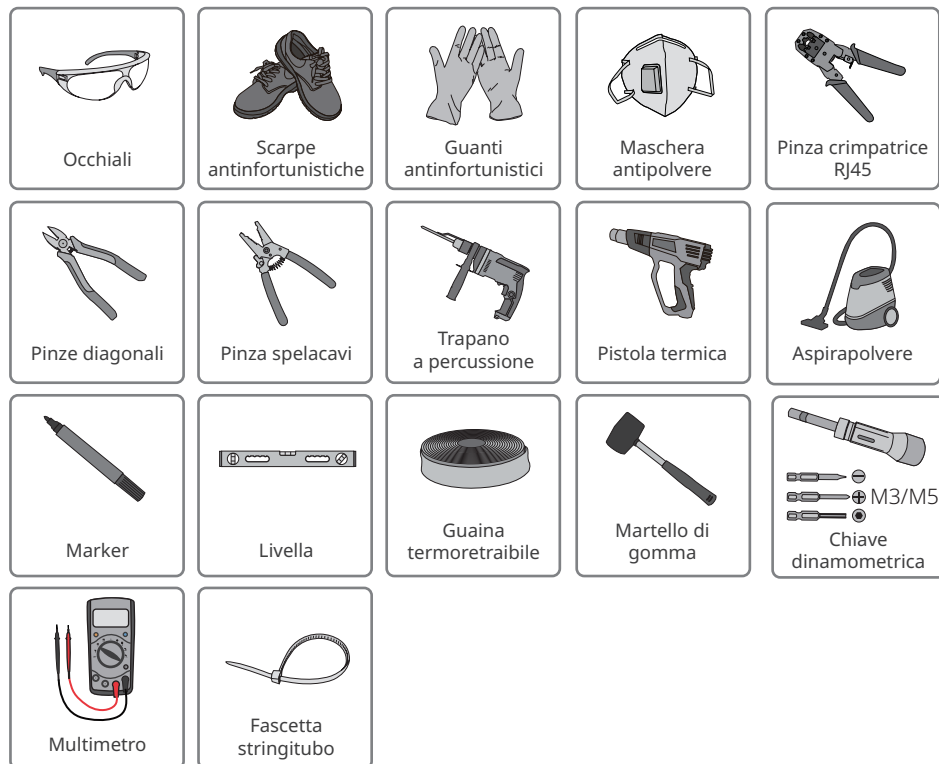 Occhiali
Scarpe
antinfortunistiche
Guanti
antinfortunistici
Maschera
antipolvere
Pinza crimpatrice
RJ45
Pinze diagonali
Pinza spelacavi
Trapano
a percussione
Pistola termica
Aspirapolvere
Marker
Livella
Guaina
termoretraibile
Martello di
gomma
M3/M5
Chiave
dinamometrica
Multimetro
Fascetta
stringitubo